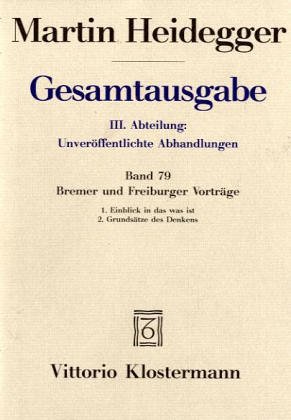 Martin Heidegger
Gesamtausgabe
III. Abteilung:
Unveröffentlichte Abhandlungen
Band 79
Bremer und Freiburger Vorträge
1. Einblick in das was ist
2. Grundsätze des Denkens
Vittorio Klostermann